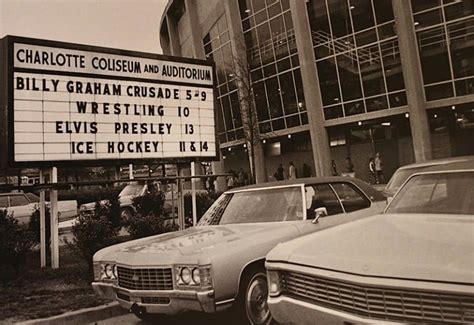 CHARLOTTE COLISEUM AND AUDITORIUM
BILLY GRAHAM CRUSADE 5-9
WRESTLING 10
ELVIS PRESLEY 13
ICE HOCKEY 11 & 14